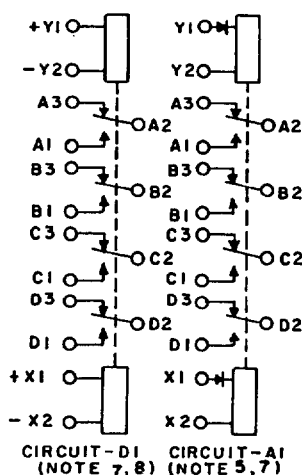 +Y1 Y1
-Y2 Y2
A3 A3
A2 A2
A1 A1
B3 B3
B2 B2
B1 B1
C3 C3
C2 C2
C1 C1
D3 D3
D2 D2
D1 D1
+X1 X1
-X2 X2
CIRCUIT-D1 CIRCUIT-A1
(NOTE 7,8) (NOTE 5,7)